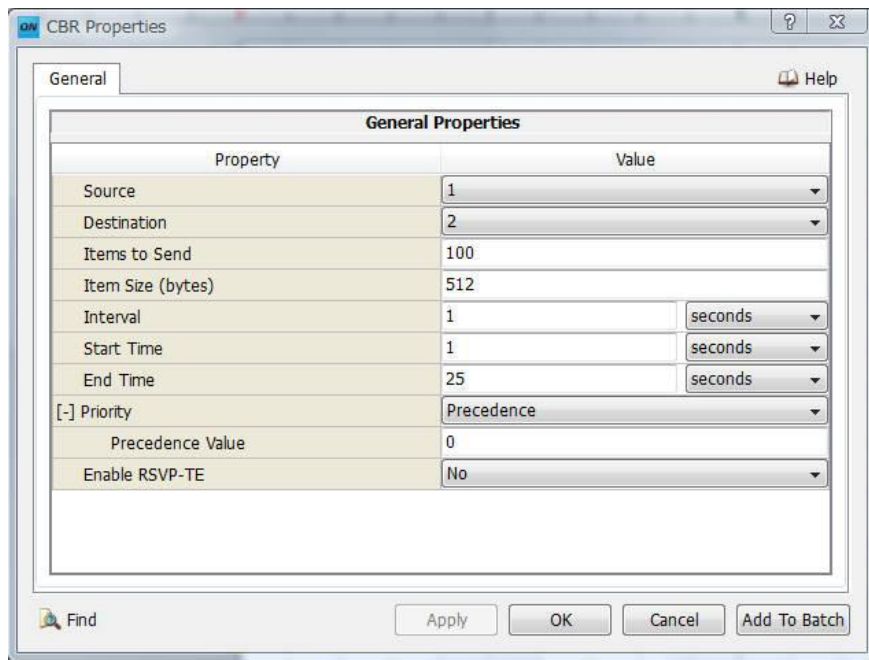 ON CBR Properties
General Help
General Properties
Property Value
Source 1
Destination 2
Items to Send 100
Item Size (bytes) 512
Interval 1 seconds
Start Time 1 seconds
End Time 25 seconds
[-] Priority Precedence
Precedence Value 0
Enable RSVP-TE No
Find Apply OK Cancel Add To Batch